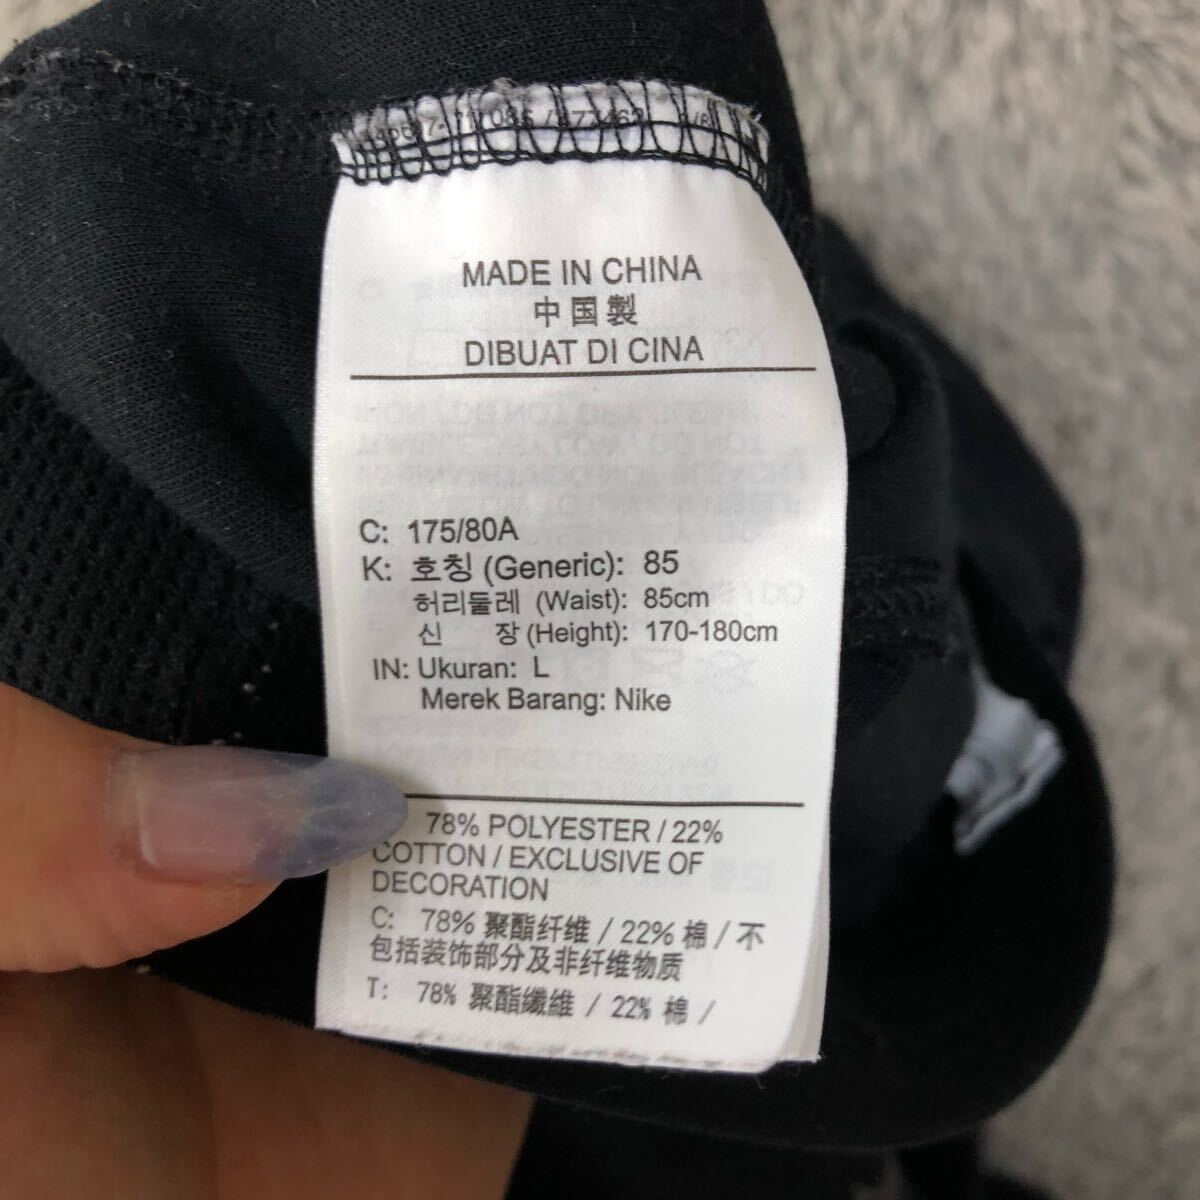 MADE IN CHINA
中国製
DIBUAT DI CINA
C: 175/80A
K: 호칭 (Generic): 85
허리둘레 (Waist): 85cm
신 장 (Height): 170-180cm
IN: Ukuran: L
Merek Barang: Nike
78% POLYESTER / 22%
COTTON / EXCLUSIVE OF
DECORATION
C: 78% 聚酯纤维 / 22% 棉 / 不
包括装饰部分及非纤维物质
T: 78% 聚酯纖維 / 22% 棉 /